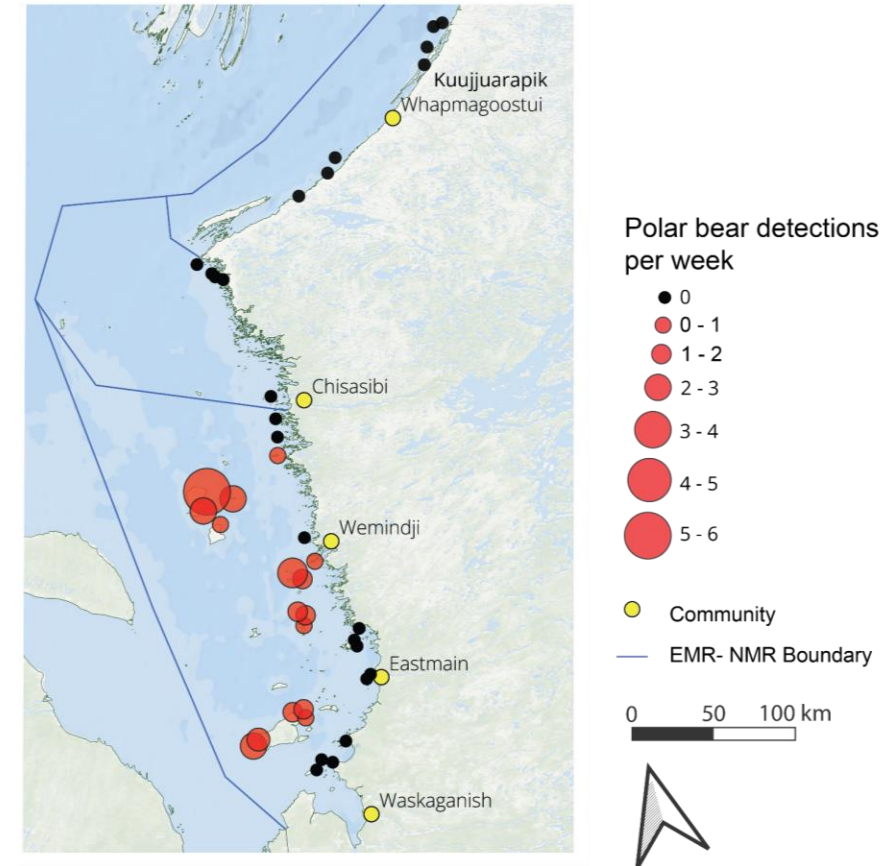 Kuujjuarapik
Whapmagoostui
Chisasibi
Wemindji
Eastmain
Waskaganish
Polar bear detections
per week
0
0 - 1
1 - 2
2 - 3
3 - 4
4 - 5
5 - 6
Community
EMR- NMR Boundary
0 50 100 km